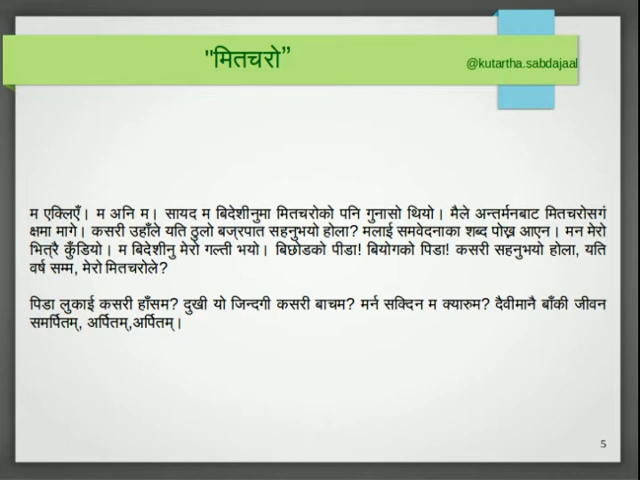 "मितचरो”
@kutartha.sabdajaal
म एक्लिएँ। म अनि म। सायद म बिदेशीनुमा मितचरोको पनि गुनासो थियो। मैले अन्तर्मनबाट मितचरोसगं
क्षमा मागे। कसरी उहाँले यति ठुलो बज्रपात सहनुभयो होला? मलाई समवेदनाका शब्द पोख्न आएन। मन मेरो
भित्रै कुँडियो। म बिदेशीनु मेरो गल्ती भयो। बिछोडको पीडा! बियोगको पिडा! कसरी सहनुभयो होला, यति
वर्ष सम्म, मेरो मितचरोले?
पिडा लुकाई कसरी हाँसम? दुखी यो जिन्दगी कसरी बाचम? मर्न सक्दिन म क्यारुम? दैवीमानै बाँकी जीवन
समर्पितम्, अर्पितम्,अर्पितम्।
5